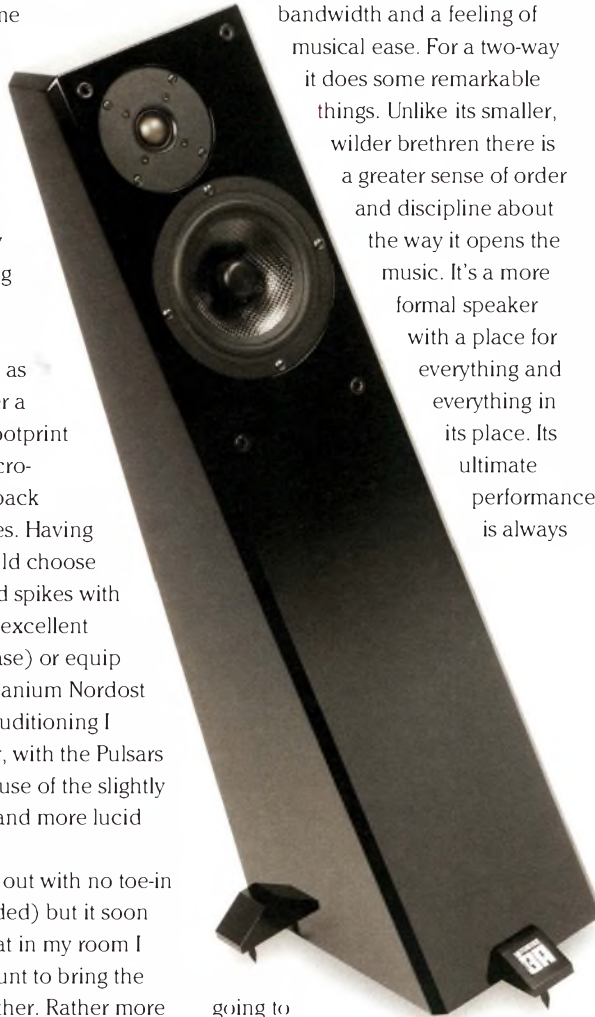 ne
g
as
er a
ootprint
cro-
back
es. Having
ld choose
d spikes with
excellent
ase) or equip
anium Nordost
auditioning I
, with the Pulsars
use of the slightly
and more lucid
out with no toe-in
ded) but it soon
at in my room I
unt to bring the
ther. Rather more
bandwidth and a feeling of
musical ease. For a two-way
it does some remarkable
things. Unlike its smaller,
wilder brethren there is
a greater sense of order
and discipline about
the way it opens the
music. It's a more
formal speaker
with a place for
everything and
everything in
its place. Its
ultimate
performance
is always
going to